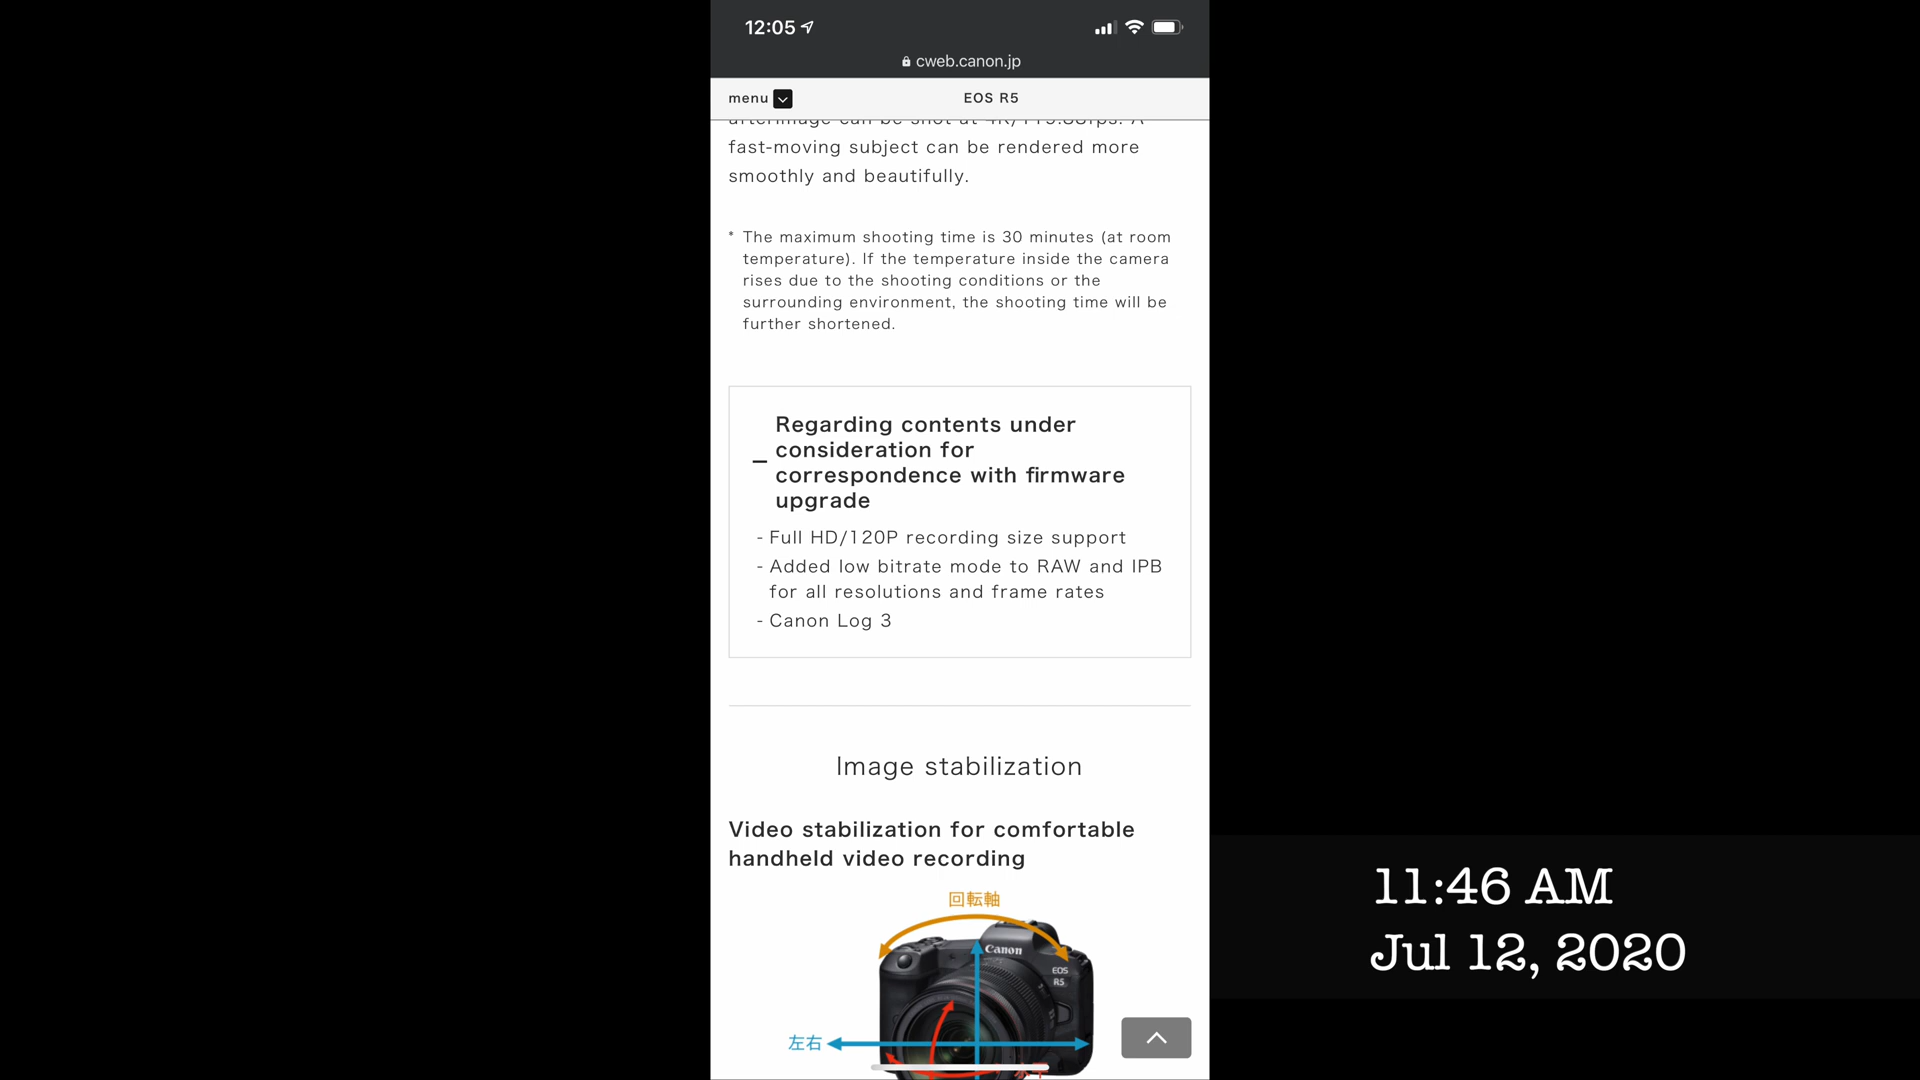 12:05
cweb.canon.jp
menu
EOS R5
afterimage can be shot at 4K/119.88fps. A
fast-moving subject can be rendered more
smoothly and beautifully.
* The maximum shooting time is 30 minutes (at room
temperature). If the temperature inside the camera
rises due to the shooting conditions or the
surrounding environment, the shooting time will be
further shortened.
Regarding contents under
consideration for
correspondence with firmware
upgrade
- Full HD/120P recording size support
- Added low bitrate mode to RAW and IPB
for all resolutions and frame rates
- Canon Log 3
Image stabilization
Video stabilization for comfortable
handheld video recording
回転軸
Canon
EOS
R5
左右
11:46 AM
Jul 12, 2020